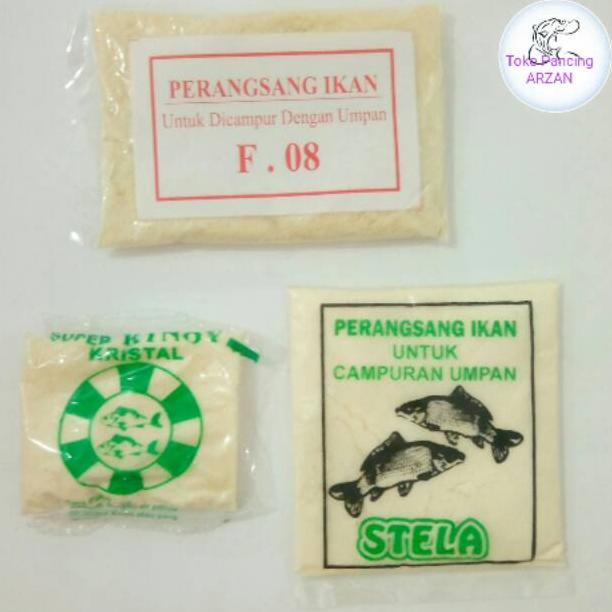 Toko Pancing
ARZAN
PERANGSANG IKAN
Untuk Dicampur Dengan Umpan
F . 08
SUPER KINOY
KRISTAL
PERANGSANG IKAN
UNTUK
CAMPURAN UMPAN
STELA